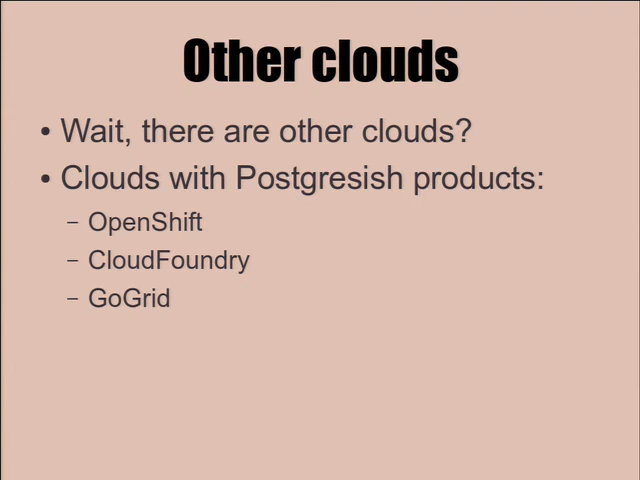 Other clouds
• Wait, there are other clouds?
• Clouds with Postgresish products:
– OpenShift
– CloudFoundry
– GoGrid